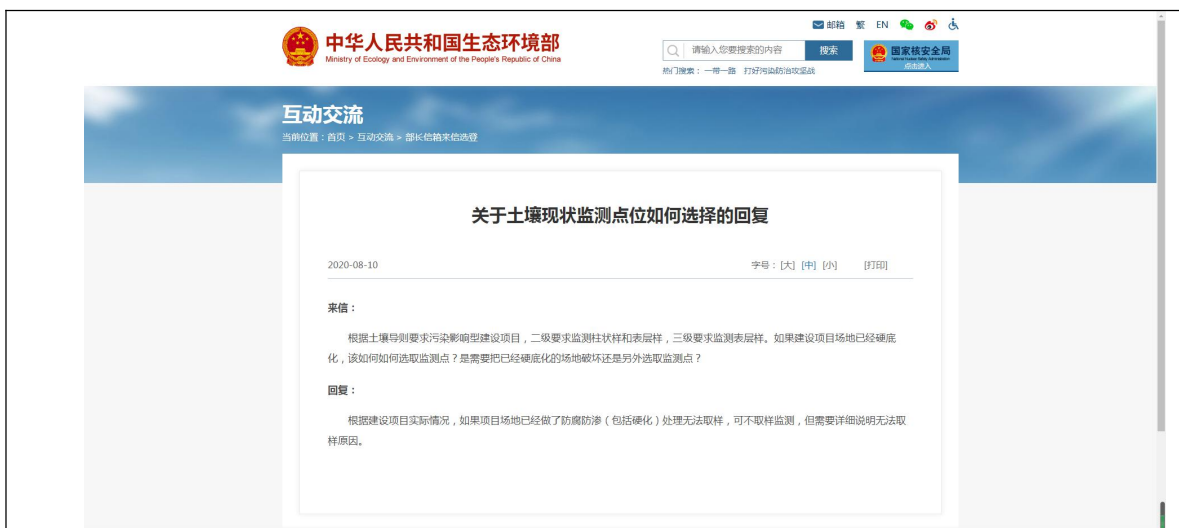 邮箱 繁 EN
中华人民共和国生态环境部
Ministry of Ecology and Environment of the People's Republic of China
请输入您要搜索的内容 搜索
国家核安全局
National Nuclear Safety Administration
点击进入
热门搜索：一带一路 打好污染防治攻坚战
互动交流
当前位置：首页 > 互动交流 > 部长信箱来信选登
关于土壤现状监测点位如何选择的回复
2020-08-10 字号：[大] [中] [小] [打印]
来信：
根据土壤导则要求污染影响型建设项目，二级要求监测柱状样和表层样，三级要求监测表层样。如果建设项目场地已经硬底
化，该如何如何选取监测点？是需要把已经硬底化的场地破坏还是另外选取监测点？
回复：
根据建设项目实际情况，如果项目场地已经做了防腐防渗（包括硬化）处理无法取样，可不取样监测，但需要详细说明无法取
样原因。